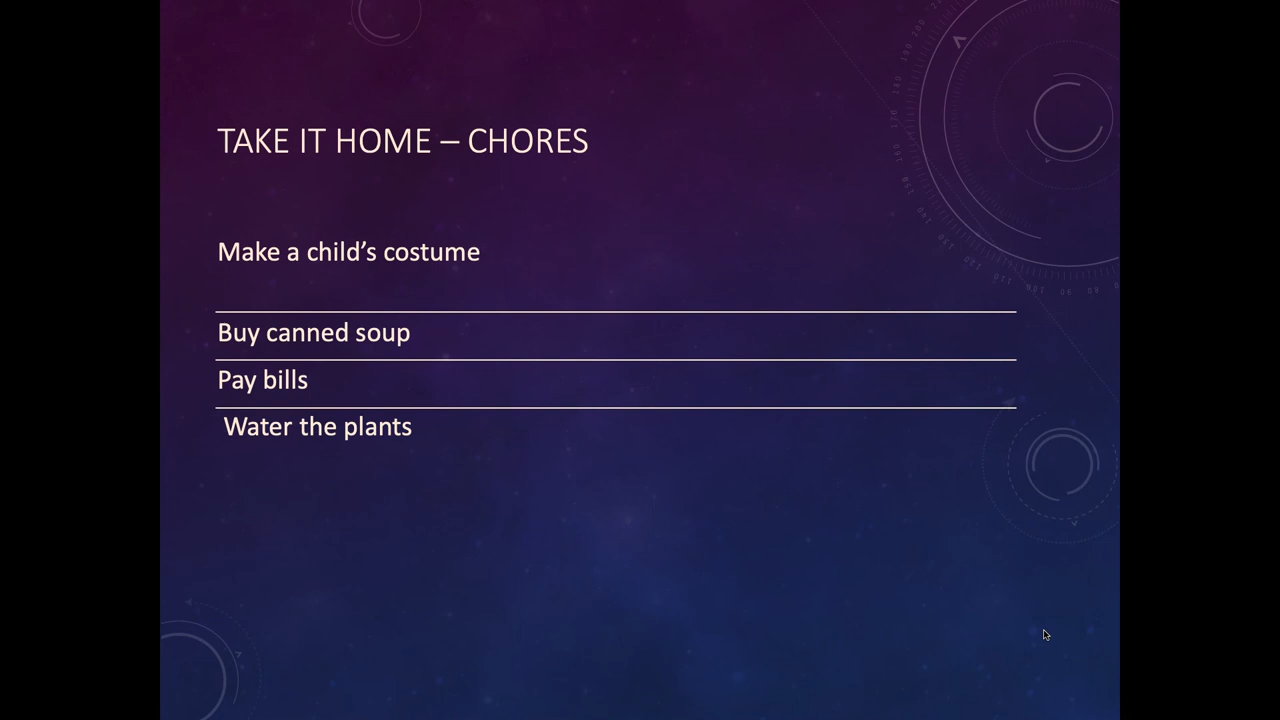 TAKE IT HOME – CHORES
Make a child’s costume
Buy canned soup
Pay bills
Water the plants